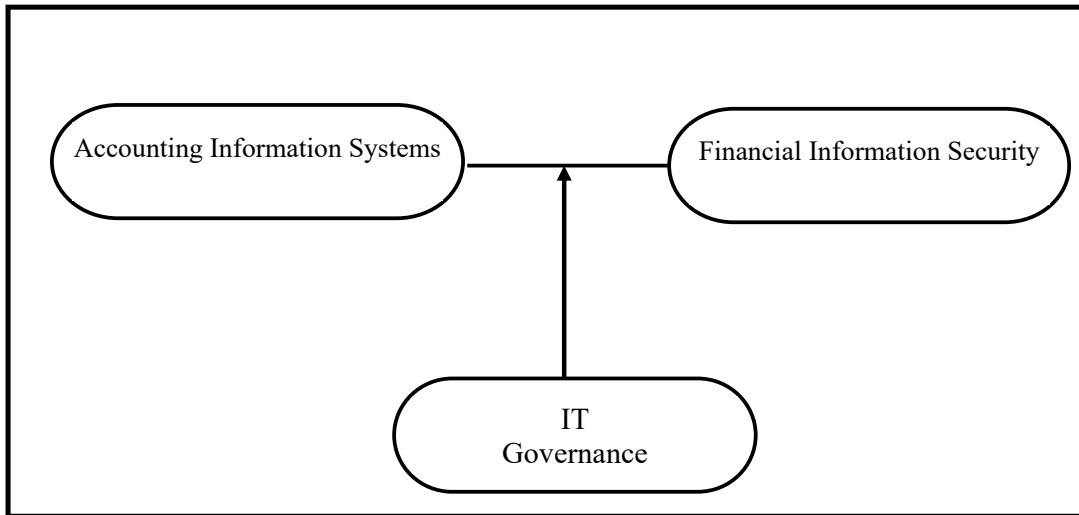 Accounting Information Systems
Financial Information Security
IT
Governance